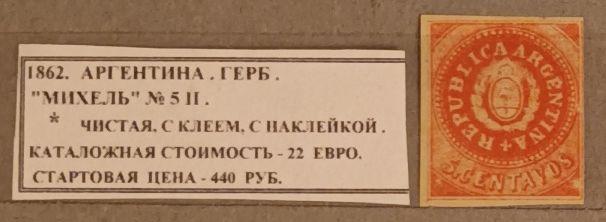 1862. АРГЕНТИНА. ГЕРБ.
"МИХЕЛЬ" № 5 II.
* ЧИСТАЯ, С КЛЕЕМ, С НАКЛЕЙКОЙ.
КАТАЛОЖНАЯ СТОИМОСТЬ - 22 ЕВРО.
СТАРТОВАЯ ЦЕНА - 440 РУБ.
REPUBLICA ARGENTINA
5. CENTAVOS